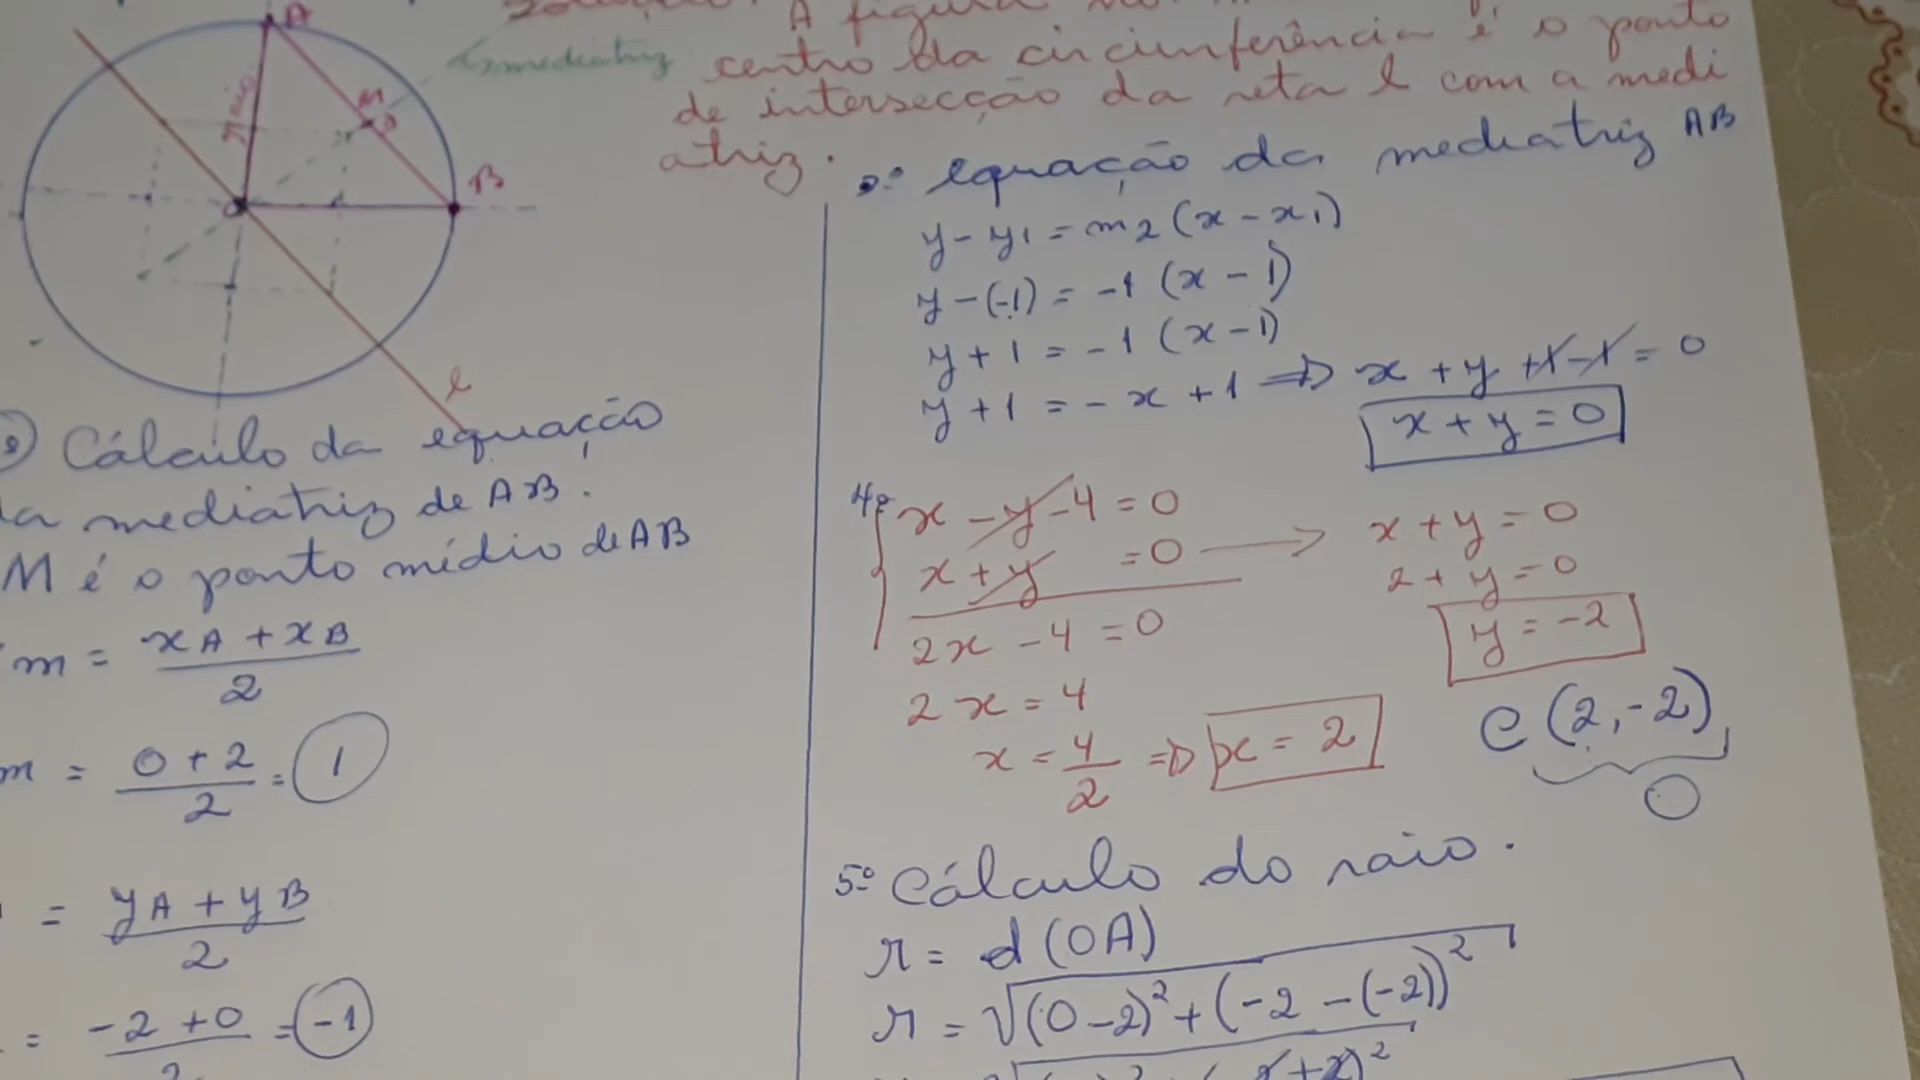 A figura
centro da circunferência é o ponto
de intersecção da reta l com a medi
atriz.
mediatriz
A
raio
M
B
l
Cálculo da equação
da mediatriz de AB.
M é o ponto médio de AB
m = xA + xB / 2
m = 0 + 2 / 2 = 1
= yA + yB / 2
= -2 + 0 / 2 = -1
equação da mediatriz AB
y - y1 = m2 (x - x1)
y - (-1) = -1 (x - 1)
y + 1 = -1 (x - 1)
y + 1 = - x + 1 ⇒ x + y + 1 - 1 = 0
x + y = 0
4º x - y - 4 = 0
x + y = 0 → x + y = 0
2x - 4 = 0
2 + y = 0
y = -2
2x = 4
x = 4/2 ⇒ x = 2
C (2, -2)
O
5º Cálculo do raio.
r = d (OA)
r = √(0 - 2)² + (-2 - (-2))²